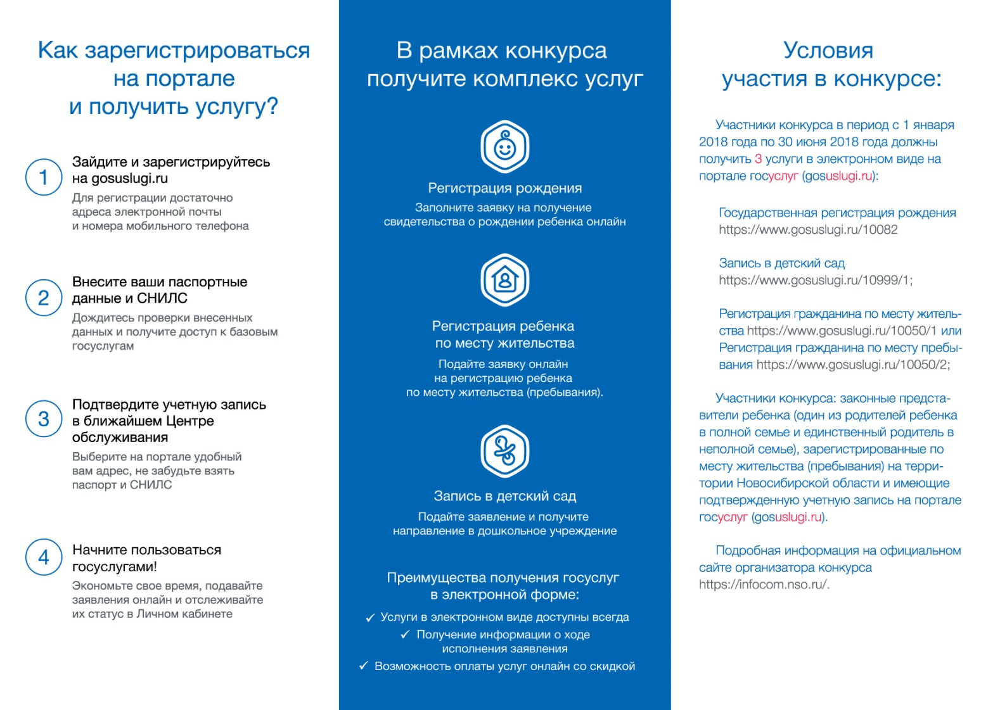 Как зарегистрироваться
на портале
и получить услугу?
1
Зайдите и зарегистрируйтесь
на gosuslugi.ru
Для регистрации достаточно
адреса электронной почты
и номера мобильного телефона
2
Внесите ваши паспортные
данные и СНИЛС
Дождитесь проверки внесенных
данных и получите доступ к базовым
госуслугам
3
Подтвердите учетную запись
в ближайшем Центре
обслуживания
Выберите на портале удобный
вам адрес, не забудьте взять
паспорт и СНИЛС
4
Начните пользоваться
госуслугами!
Экономьте свое время, подавайте
заявления онлайн и отслеживайте
их статус в Личном кабинете
В рамках конкурса
получите комплекс услуг
Регистрация рождения
Заполните заявку на получение
свидетельства о рождении ребенка онлайн
Регистрация ребенка
по месту жительства
Подайте заявку онлайн
на регистрацию ребенка
по месту жительства (пребывания).
Запись в детский сад
Подайте заявление и получите
направление в дошкольное учреждение
Преимущества получения госуслуг
в электронной форме:
✓ Услуги в электронном виде доступны всегда
✓ Получение информации о ходе
исполнения заявления
✓ Возможность оплаты услуг онлайн со скидкой
Условия
участия в конкурсе:
Участники конкурса в период с 1 января
2018 года по 30 июня 2018 года должны
получить 3 услуги в электронном виде на
портале госуслуг (gosuslugi.ru):
Государственная регистрация рождения
https://www.gosuslugi.ru/10082
Запись в детский сад
https://www.gosuslugi.ru/10999/1;
Регистрация гражданина по месту житель-
ства https://www.gosuslugi.ru/10050/1 или
Регистрация гражданина по месту пребы-
вания https://www.gosuslugi.ru/10050/2;
Участники конкурса: законные предста-
вители ребенка (один из родителей ребенка
в полной семье и единственный родитель в
неполной семье), зарегистрированные по
месту жительства (пребывания) на терри-
тории Новосибирской области и имеющие
подтвержденную учетную запись на портале
госуслуг (gosuslugi.ru).
Подробная информация на официальном
сайте организатора конкурса
https://infocom.nso.ru/.